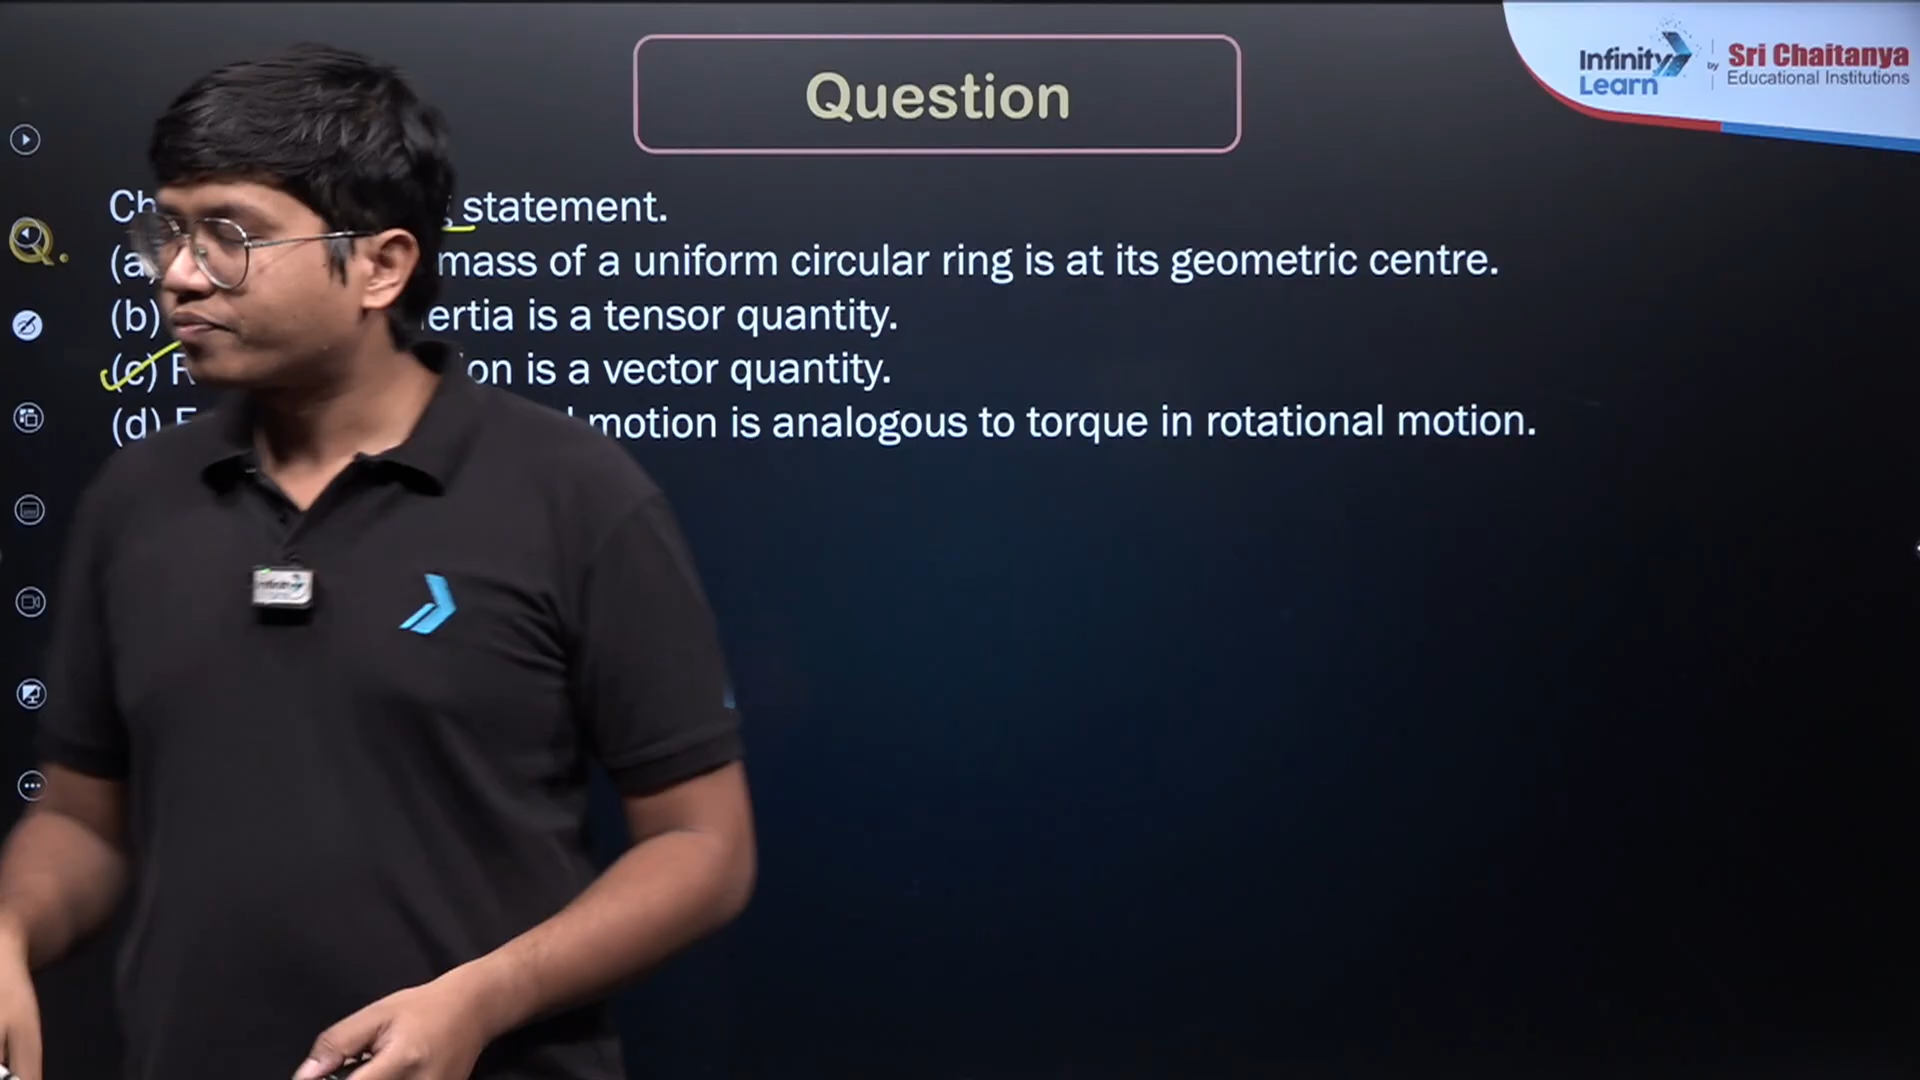 Question
Infinity
Learn
by
Sri Chaitanya
Educational Institutions
Q.
statement.
mass of a uniform circular ring is at its geometric centre.
(b) ertia is a tensor quantity.
(c) R on is a vector quantity.
(d) motion is analogous to torque in rotational motion.